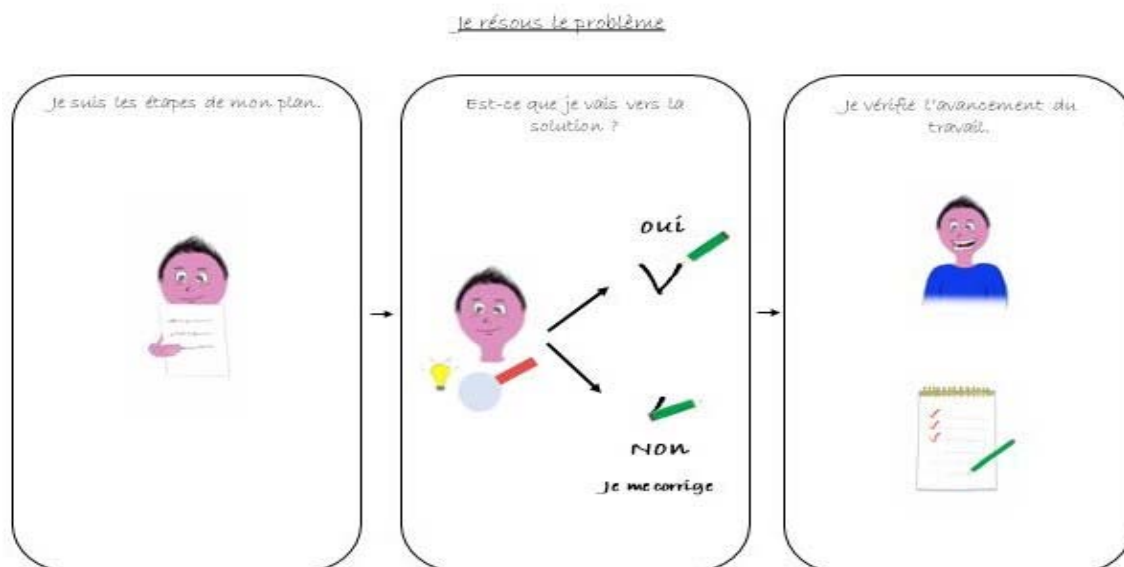 Je résous le problème
Je suis les étapes de mon plan.
Est-ce que je vais vers la
solution ?
oui
Non
Je me corrige
Je vérifie l'avancement du
travail.